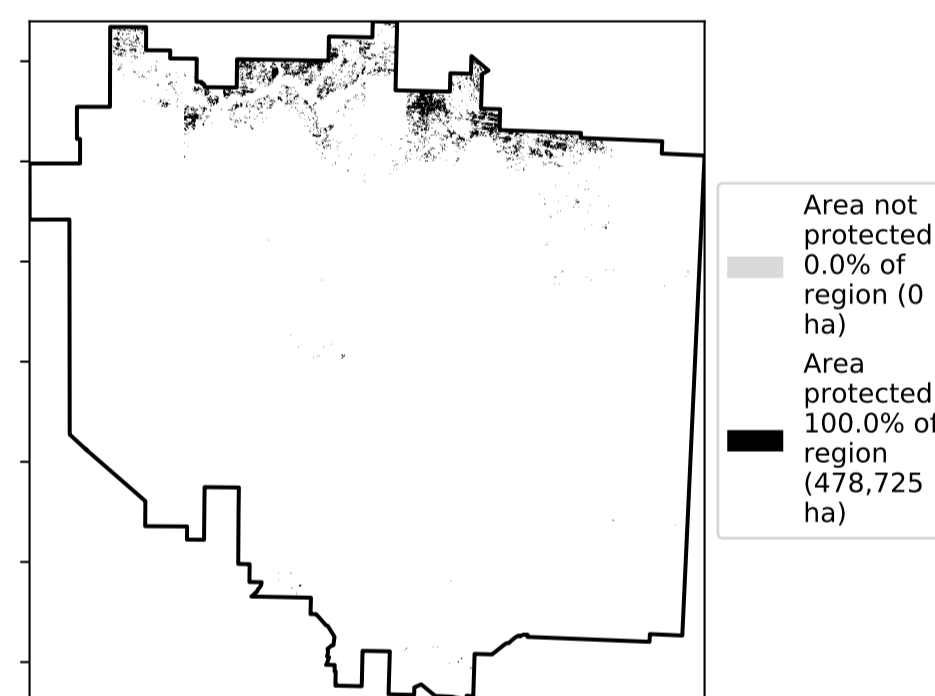 Area not
protected
0.0% of
region (0
ha)
Area
protected
100.0% of
region
(478,725
ha)